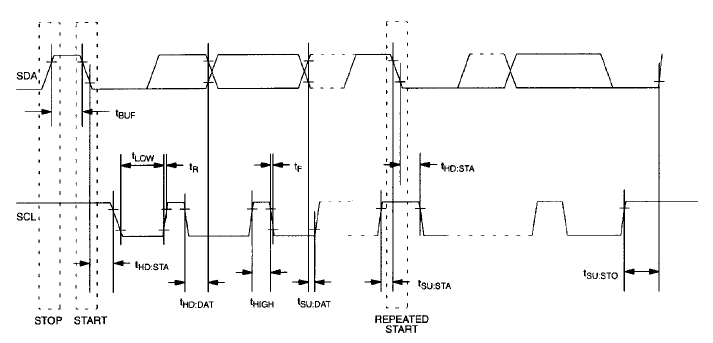 SDA
tBUF
tLOW
tR
tF
tHD:STA
SCL
tHD:STA
tHD:DAT
tHIGH
tSU:DAT
tSU:STA
tSU:STO
STOP
START
REPEATED
START